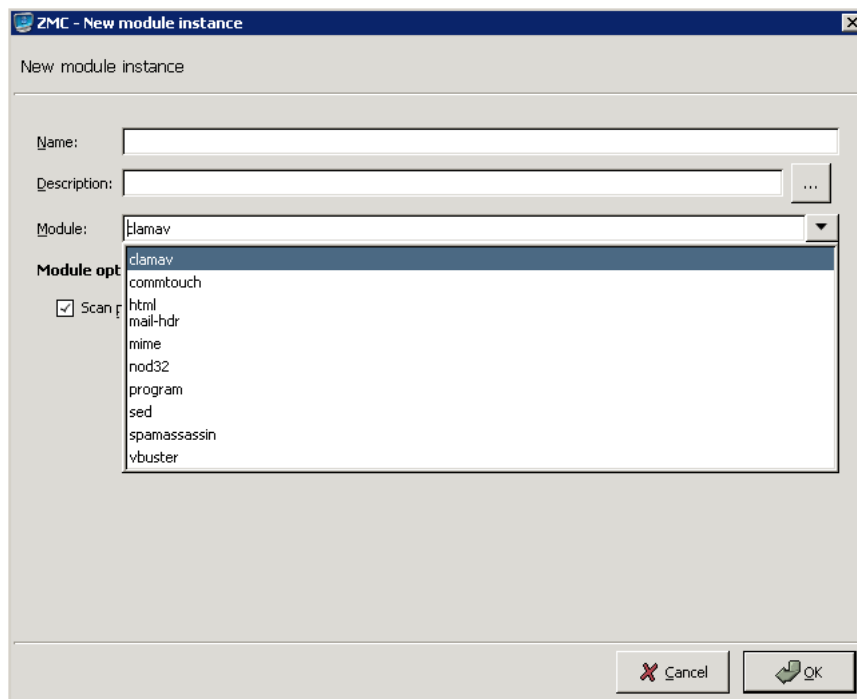 ZMC - New module instance
New module instance
Name:
Description:
...
Module:
clamav
Module opt
clamav
commtouch
Scan
html
mail-hdr
mime
nod32
program
sed
spamassassin
vbuster
Cancel
OK